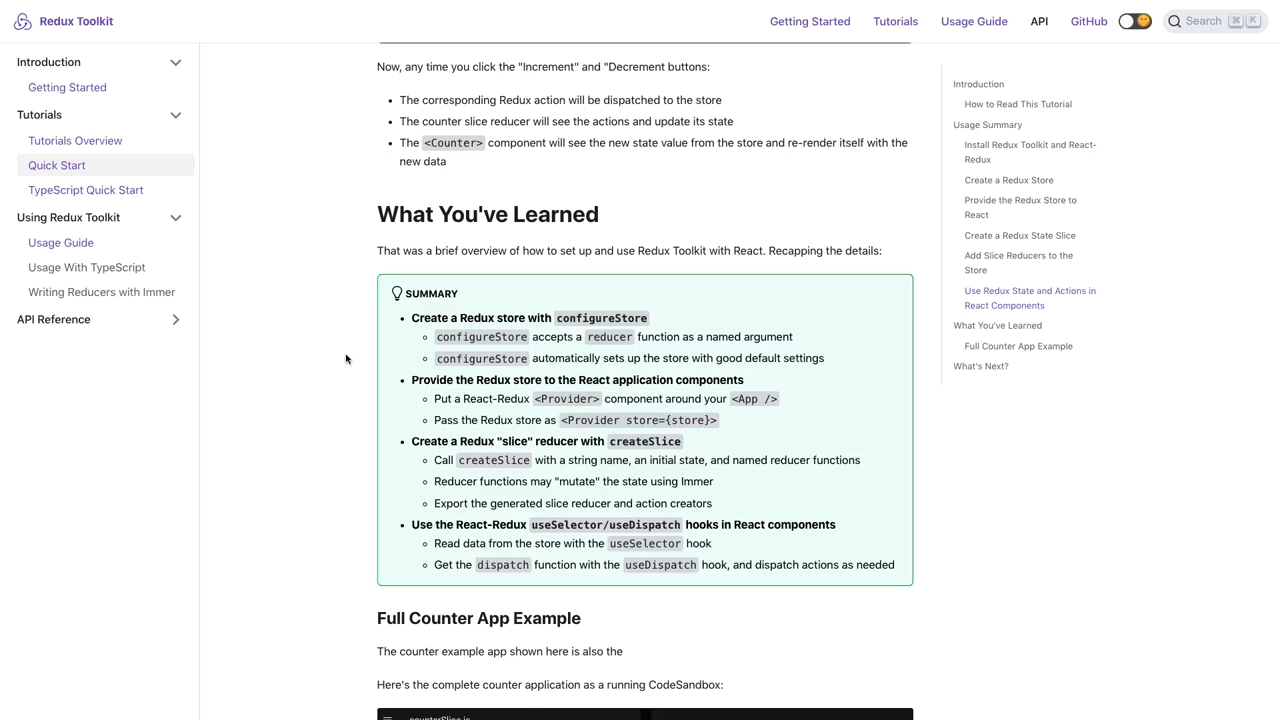 Redux Toolkit
Getting Started
Tutorials
Usage Guide
API
GitHub
Search ⌘ K
Introduction
Getting Started
Tutorials
Tutorials Overview
Quick Start
TypeScript Quick Start
Using Redux Toolkit
Usage Guide
Usage With TypeScript
Writing Reducers with Immer
API Reference
Now, any time you click the "Increment" and "Decrement buttons:
The corresponding Redux action will be dispatched to the store
The counter slice reducer will see the actions and update its state
The <Counter> component will see the new state value from the store and re-render itself with the
new data
What You've Learned
That was a brief overview of how to set up and use Redux Toolkit with React. Recapping the details:
SUMMARY
Create a Redux store with configureStore
configureStore accepts a reducer function as a named argument
configureStore automatically sets up the store with good default settings
Provide the Redux store to the React application components
Put a React-Redux <Provider> component around your <App />
Pass the Redux store as <Provider store={store}>
Create a Redux "slice" reducer with createSlice
Call createSlice with a string name, an initial state, and named reducer functions
Reducer functions may "mutate" the state using Immer
Export the generated slice reducer and action creators
Use the React-Redux useSelector/useDispatch hooks in React components
Read data from the store with the useSelector hook
Get the dispatch function with the useDispatch hook, and dispatch actions as needed
Full Counter App Example
The counter example app shown here is also the
Here's the complete counter application as a running CodeSandbox:
counterSlice.js
Introduction
How to Read This Tutorial
Usage Summary
Install Redux Toolkit and React-
Redux
Create a Redux Store
Provide the Redux Store to
React
Create a Redux State Slice
Add Slice Reducers to the
Store
Use Redux State and Actions in
React Components
What You've Learned
Full Counter App Example
What's Next?